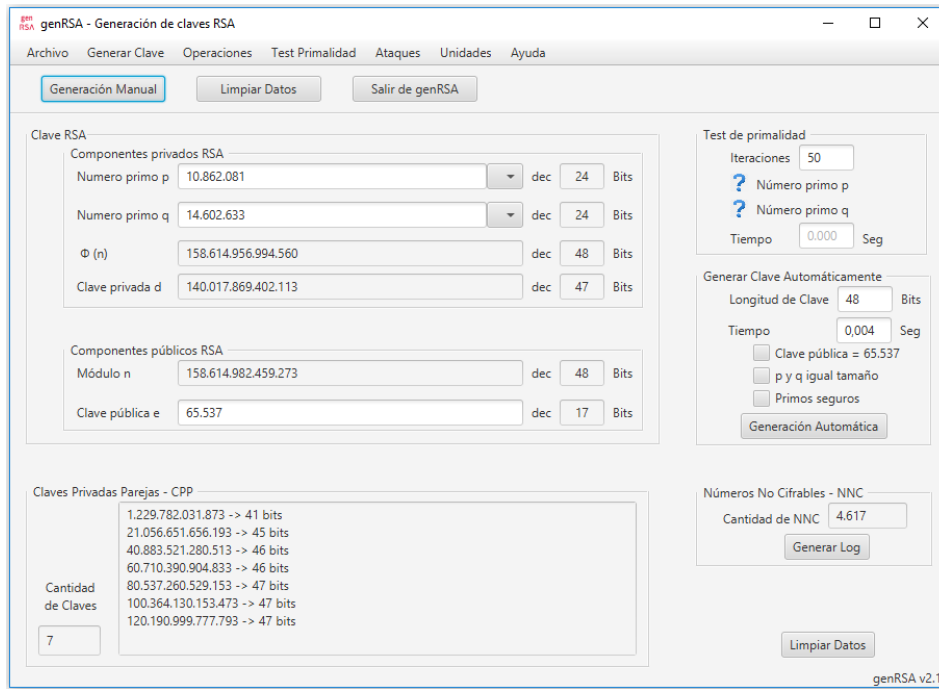 gen RSA genRSA - Generación de claves RSA
Archivo Generar Clave Operaciones Test Primalidad Ataques Unidades Ayuda
Generación Manual Limpiar Datos Salir de genRSA
Clave RSA
Componentes privados RSA
Numero primo p 10.862.081 dec 24 Bits
Numero primo q 14.602.633 dec 24 Bits
Φ (n) 158.614.956.994.560 dec 48 Bits
Clave privada d 140.017.869.402.113 dec 47 Bits
Componentes públicos RSA
Módulo n 158.614.982.459.273 dec 48 Bits
Clave pública e 65.537 dec 17 Bits
Test de primalidad
Iteraciones 50
? Número primo p
? Número primo q
Tiempo 0.000 Seg
Generar Clave Automáticamente
Longitud de Clave 48 Bits
Tiempo 0,004 Seg
Clave pública = 65.537
p y q igual tamaño
Primos seguros
Generación Automática
Claves Privadas Parejas - CPP
1.229.782.031.873 -> 41 bits
21.056.651.656.193 -> 45 bits
40.883.521.280.513 -> 46 bits
60.710.390.904.833 -> 46 bits
80.537.260.529.153 -> 47 bits
100.364.130.153.473 -> 47 bits
120.190.999.777.793 -> 47 bits
Cantidad
de Claves
7
Números No Cifrables - NNC
Cantidad de NNC 4.617
Generar Log
Limpiar Datos
genRSA v2.1